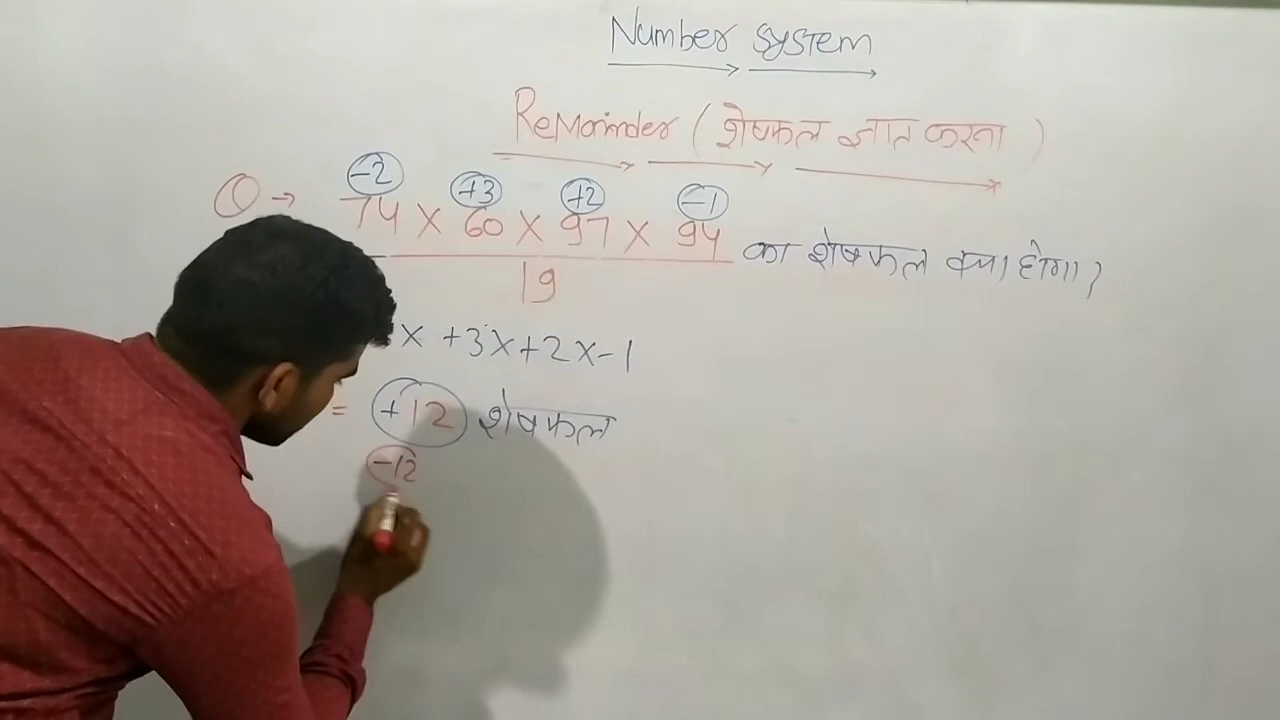 Number system
Remainder (शेषफल ज्ञात करना)
-2 +3 +2 -1
Q → 74 X 60 X 97 X 94 का शेषफल क्या होगा?
19
x +3x+2x-1
= +12 शेषफल
-12